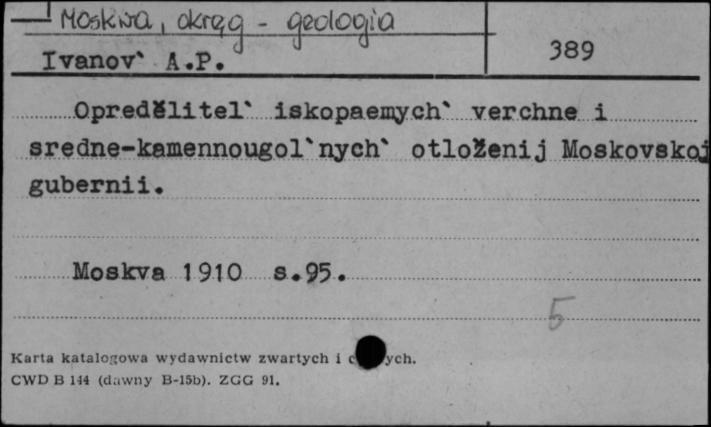 Moskwa, okręg - geologia
389
Ivanov` A.P.
Opreděliteľ` iskopaemych` verchne i
sredne-kamennougol`nych` otloženij Moskovskoj
gubernii.
Moskva 1910 s.95.
5
Karta katalogowa wydawnictw zwartych i
CWD B 144 (dawny B-15b). ZGG 91.